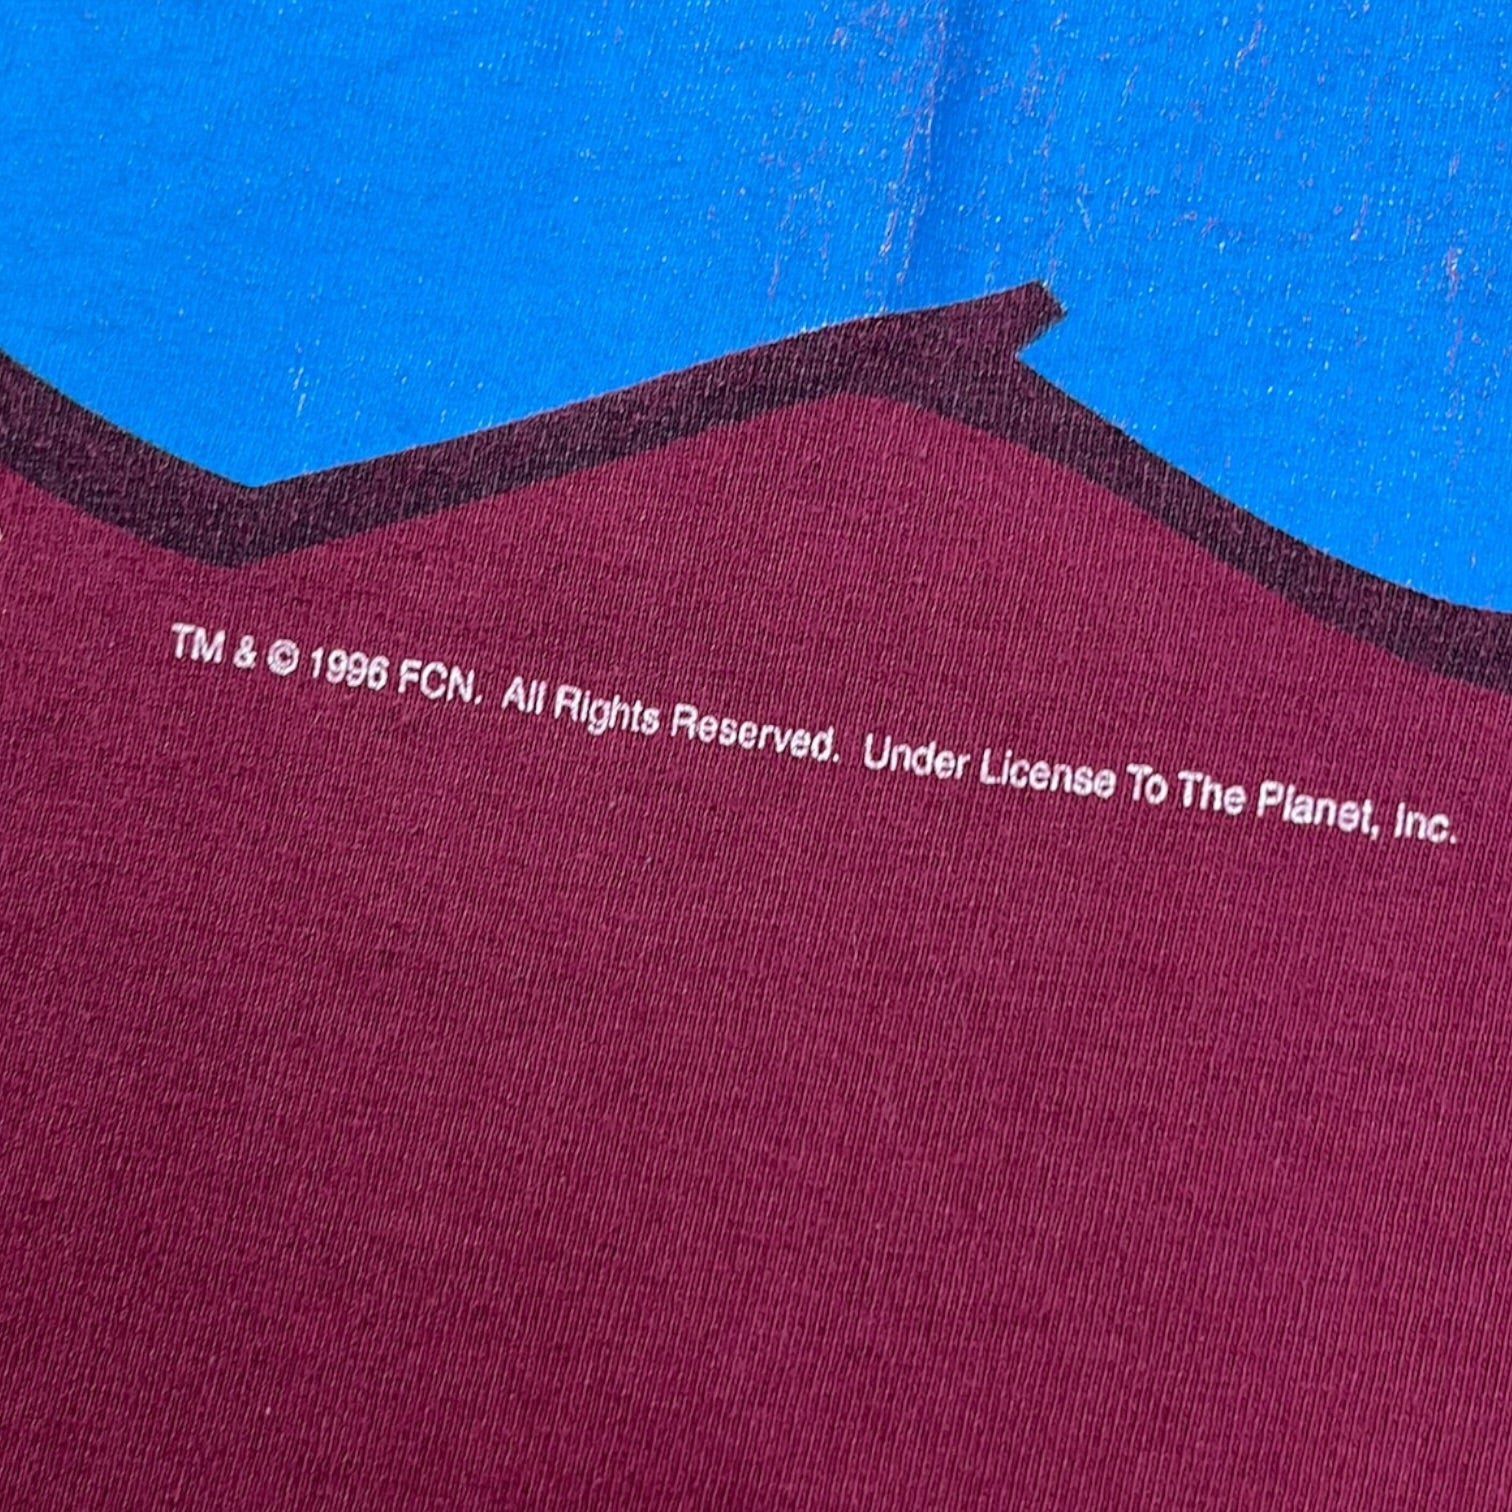 TM & © 1996 FCN. All Rights Reserved. Under License To The Planet, Inc.